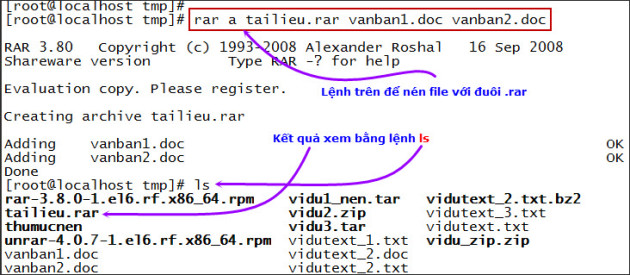 [root@localhost tmp]#
[root@localhost tmp]# rar a tailieu.rar vanban1.doc vanban2.doc
RAR 3.80 Copyright (c) 1993-2008 Alexander Roshal 16 Sep 2008
Shareware version Type RAR -? for help
Lệnh trên để nén file với đuôi .rar
Evaluation copy. Please register.
Creating archive tailieu.rar
Kết quả xem bằng lệnh ls
Adding vanban1.doc OK
Adding vanban2.doc OK
Done
[root@localhost tmp]# ls
rar-3.8.0-1.el6.rf.x86_64.rpm vidu1_nen.tar vidutext_2.txt.bz2
tailieu.rar vidu2.zip vidutext_3.txt
thumucnen vidu3.tar vidutext.txt
unrar-4.0.7-1.el6.rf.x86_64.rpm vidutext_1.txt vidu_zip.zip
vanban1.doc vidutext_2.doc
vanban2.doc vidutext_2.txt